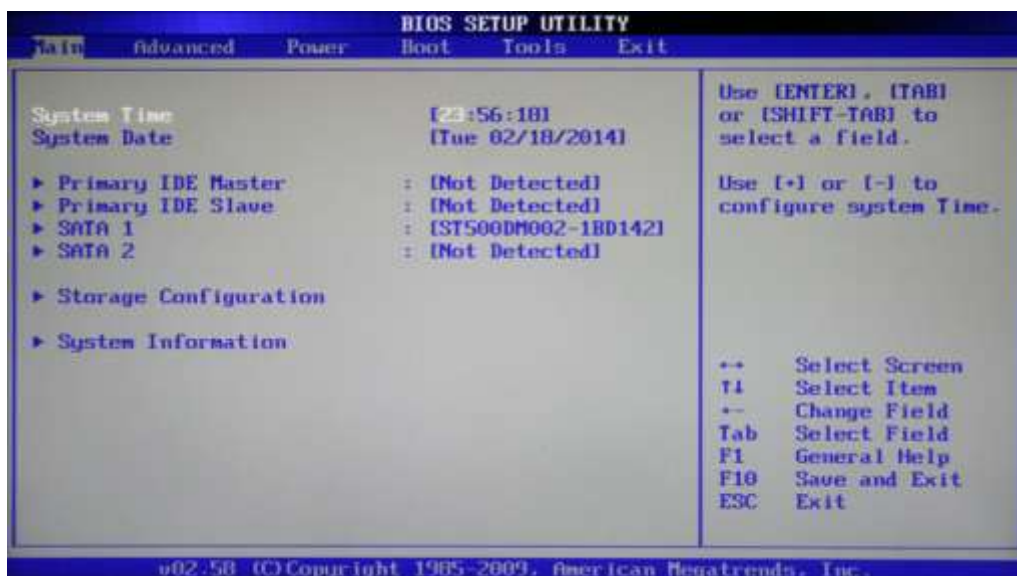 BIOS SETUP UTILITY
Main Advanced Power Boot Tools Exit
System Time [23:56:18]
System Date [Tue 02/18/2014]
▶ Primary IDE Master : [Not Detected]
▶ Primary IDE Slave : [Not Detected]
▶ SATA 1 : [ST500DM002-1BD142]
▶ SATA 2 : [Not Detected]
▶ Storage Configuration
▶ System Information
Use [ENTER], [TAB]
or [SHIFT-TAB] to
select a field.
Use [+] or [-] to
configure system Time.
←→ Select Screen
↑↓ Select Item
+- Change Field
Tab Select Field
F1 General Help
F10 Save and Exit
ESC Exit
v02.58 (C)Copyright 1985-2009, American Megatrends, Inc.